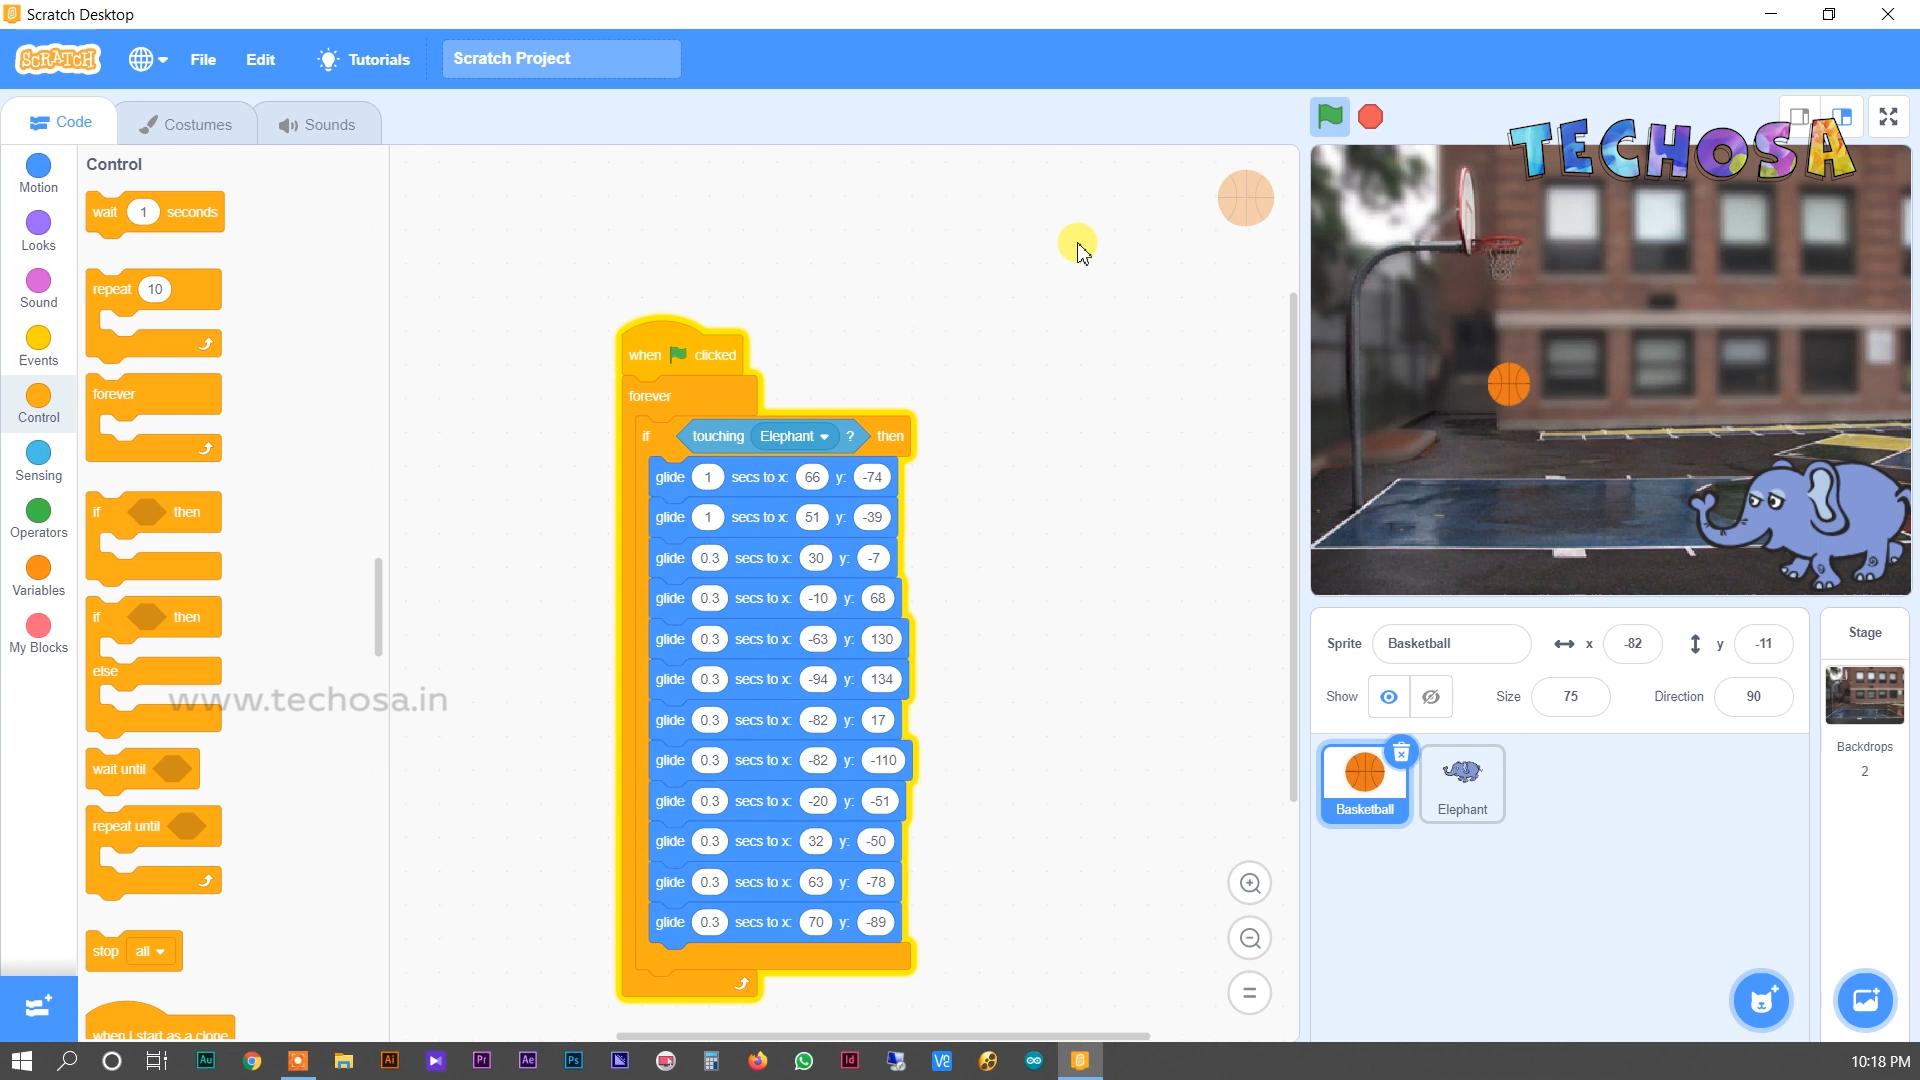 Scratch Desktop
SCRATCH
File
Edit
Tutorials
Scratch Project
Code
Costumes
Sounds
TECHOSA
Motion
Looks
Sound
Events
Control
Sensing
Operators
Variables
My Blocks
Control
wait 1 seconds
repeat 10
forever
if then
if then
else
wait until
repeat until
stop all
when I start as a clone
www.techosa.in
when clicked
forever
if touching Elephant ? then
glide 1 secs to x: 66 y: -74
glide 1 secs to x: 51 y: -39
glide 0.3 secs to x: 30 y: -7
glide 0.3 secs to x: -10 y: 68
glide 0.3 secs to x: -63 y: 130
glide 0.3 secs to x: -94 y: 134
glide 0.3 secs to x: -82 y: 17
glide 0.3 secs to x: -82 y: -110
glide 0.3 secs to x: -20 y: -51
glide 0.3 secs to x: 32 y: -50
glide 0.3 secs to x: 63 y: -78
glide 0.3 secs to x: 70 y: -89
Sprite Basketball x -82 y -11
Show Size 75 Direction 90
Basketball
Elephant
Stage
Backdrops
2
Au
Ai
Pr
Ae
Ps
Id
10:18 PM